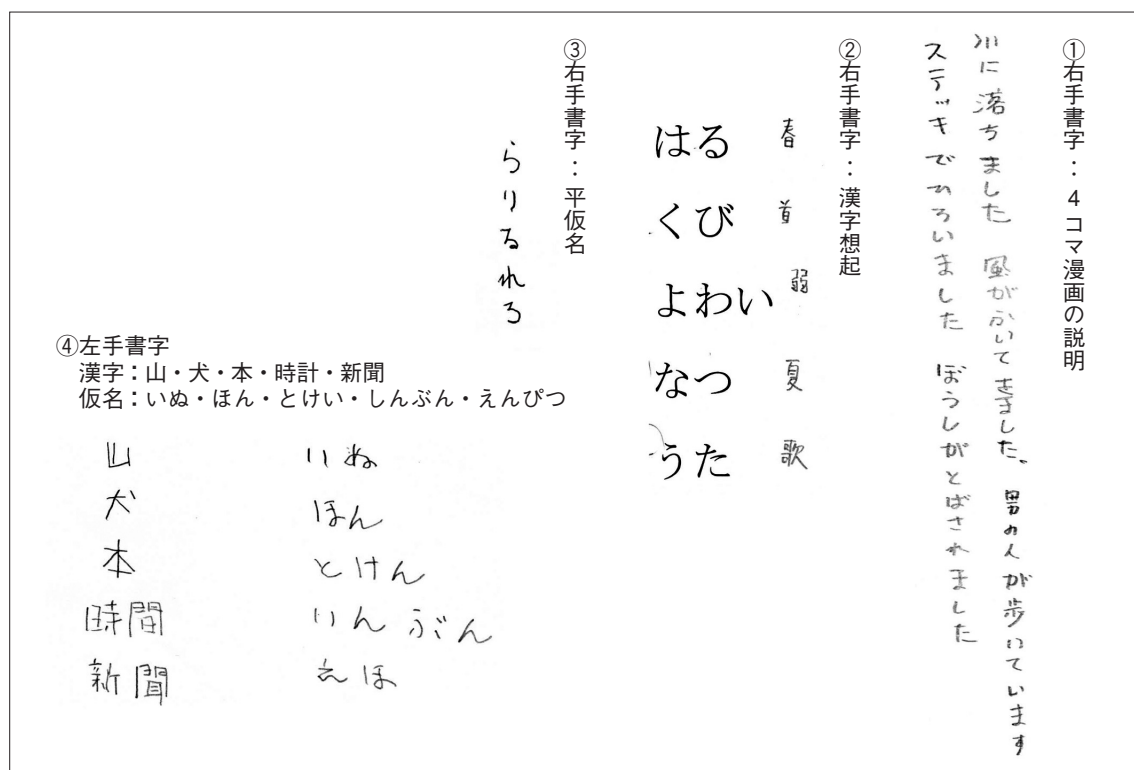 ①右手書字：４コマ漫画の説明
川に落ちました 風がふいてきました、男の人が歩いています
ステッキでひろいました ぼうしがとばされました
②右手書字：漢字想起
春
首
弱
夏
歌
はる
くび
よわい
なつ
うた
③右手書字：平仮名
らりるれろ
④左手書字
漢字：山・犬・本・時計・新聞
仮名：いぬ・ほん・とけい・しんぶん・えんぴつ
山
犬
本
時間
新聞
いぬ
ほん
とけん
いんぶん
えほ